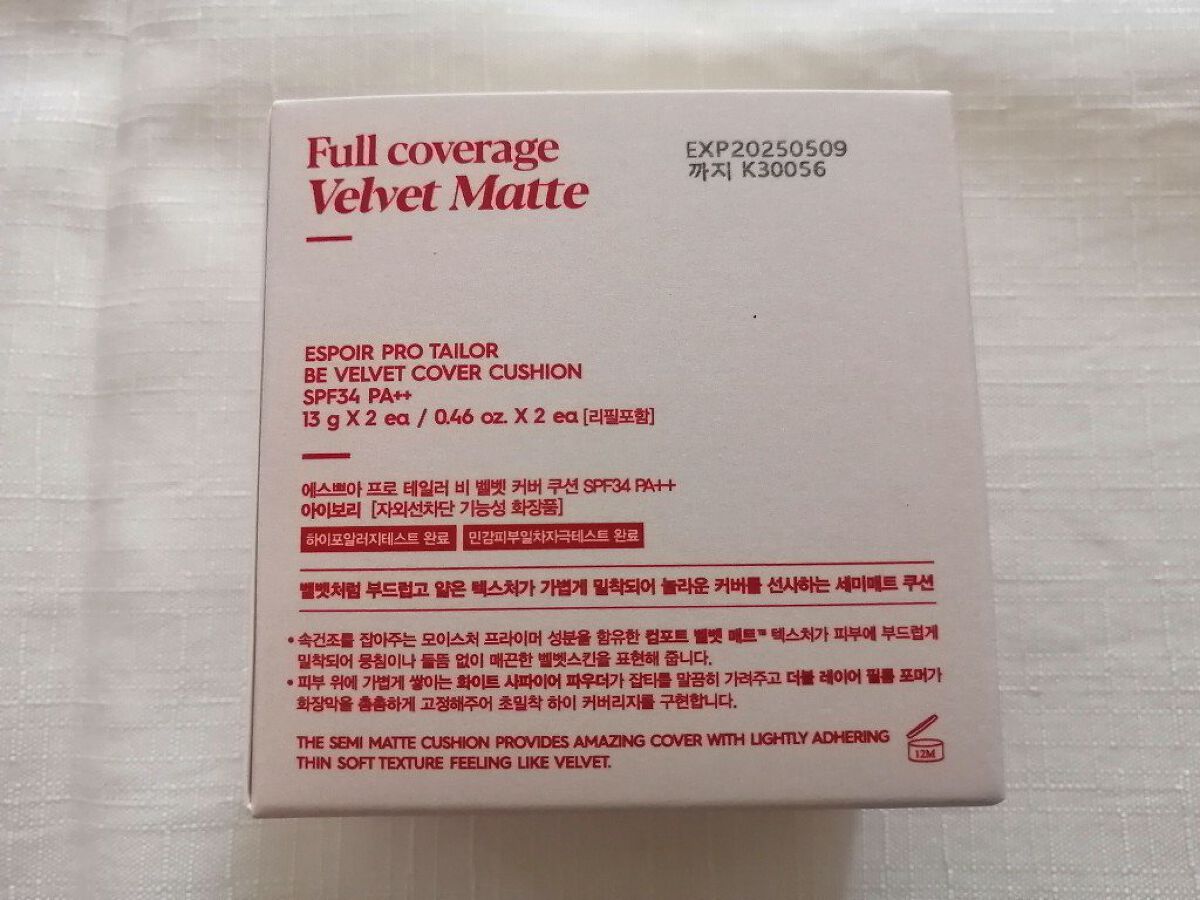 Full coverage
Velvet Matte
EXP20250509
까지 K30056
ESPOIR PRO TAILOR
BE VELVET COVER CUSHION
SPF34 PA++
13 g X 2 ea / 0.46 oz. X 2 ea [리필포함]
에스쁘아 프로 테일러 비 벨벳 커버 쿠션 SPF34 PA++
아이보리 [자외선차단 기능성 화장품]
하이포알러지테스트 완료 민감피부일차자극테스트 완료
벨벳처럼 부드럽고 얇은 텍스처가 가볍게 밀착되어 놀라운 커버를 선사하는 세미매트 쿠션
• 속건조를 잡아주는 모이스처 프라이머 성분을 함유한 컴포트 벨벳 매트™ 텍스처가 피부에 부드럽게
밀착되어 뭉침이나 들뜸 없이 매끈한 벨벳스킨을 표현해 줍니다.
• 피부 위에 가볍게 쌓이는 화이트 사파이어 파우더가 잡티를 말끔히 가려주고 더블 레이어 필름 포머가
화장막을 촘촘하게 고정해주어 초밀착 하이 커버리지를 구현합니다.
THE SEMI MATTE CUSHION PROVIDES AMAZING COVER WITH LIGHTLY ADHERING
THIN SOFT TEXTURE FEELING LIKE VELVET.
12M